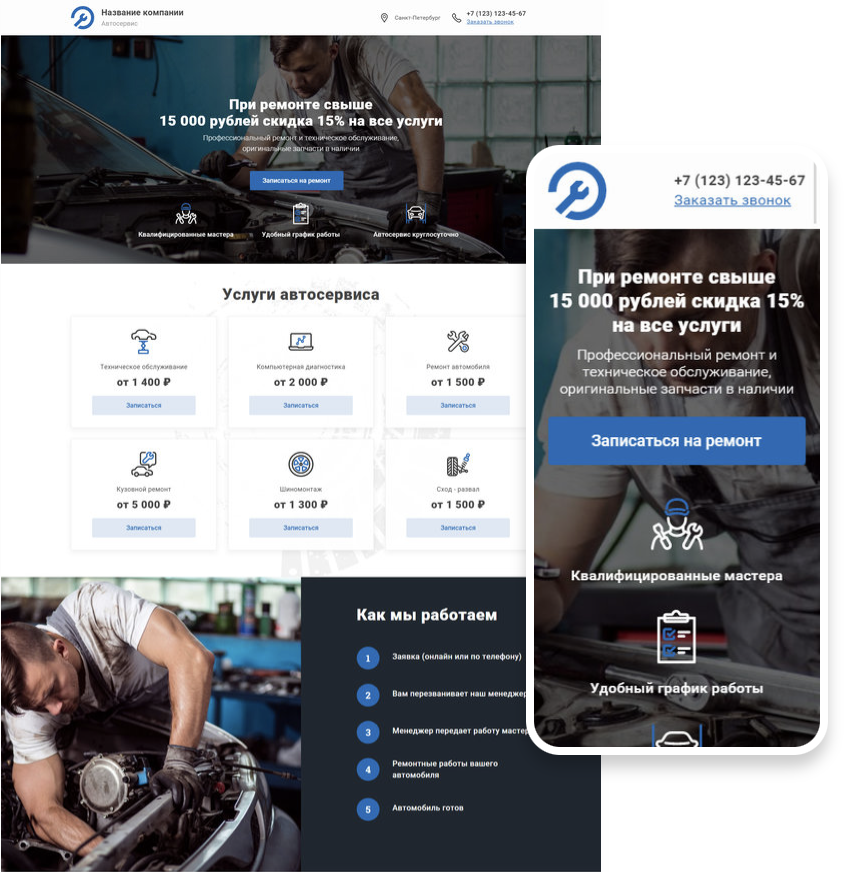 Название компании
Автосервис
Санкт-Петербург
+7 (123) 123-45-67
Заказать звонок
При ремонте свыше
15 000 рублей скидка 15% на все услуги
Профессиональный ремонт и техническое обслуживание,
оригинальные запчасти в наличии
Записаться на ремонт
Квалифицированные мастера
Удобный график работы
Автосервис круглосуточно
Услуги автосервиса
Техническое обслуживание
от 1 400 ₽
Записаться
Компьютерная диагностика
от 2 000 ₽
Записаться
Ремонт автомобиля
от 1 500 ₽
Записаться
Кузовной ремонт
от 5 000 ₽
Записаться
Шиномонтаж
от 1 300 ₽
Записаться
Сход - развал
от 1 500 ₽
Записаться
Как мы работаем
1 Заявка (онлайн или по телефону)
2 Вам перезванивает наш менеджер
3 Менеджер передает работу мастер
4 Ремонтные работы вашего
автомобиля
5 Автомобиль готов
+7 (123) 123-45-67
Заказать звонок
При ремонте свыше
15 000 рублей скидка 15%
на все услуги
Профессиональный ремонт и
техническое обслуживание,
оригинальные запчасти в наличии
Записаться на ремонт
Квалифицированные мастера
Удобный график работы